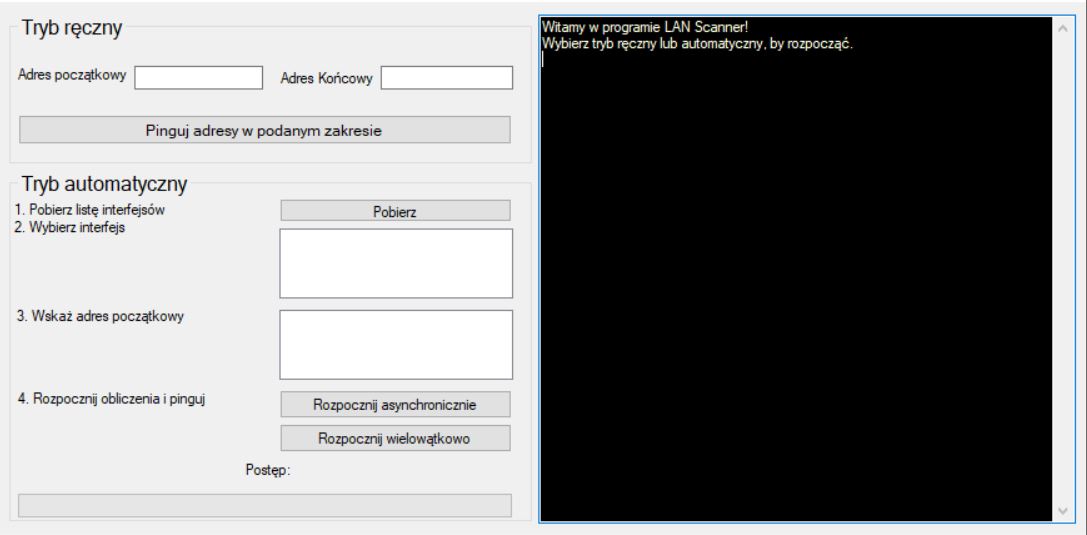 Tryb ręczny
Adres początkowy
Adres Końcowy
Pinguj adresy w podanym zakresie
Tryb automatyczny
1. Pobierz listę interfejsów
Pobierz
2. Wybierz interfejs
3. Wskaż adres początkowy
4. Rozpocznij obliczenia i pinguj
Rozpocznij asynchronicznie
Rozpocznij wielowątkowo
Postęp:
Witamy w programie LAN Scanner!
Wybierz tryb ręczny lub automatyczny, by rozpocząć.